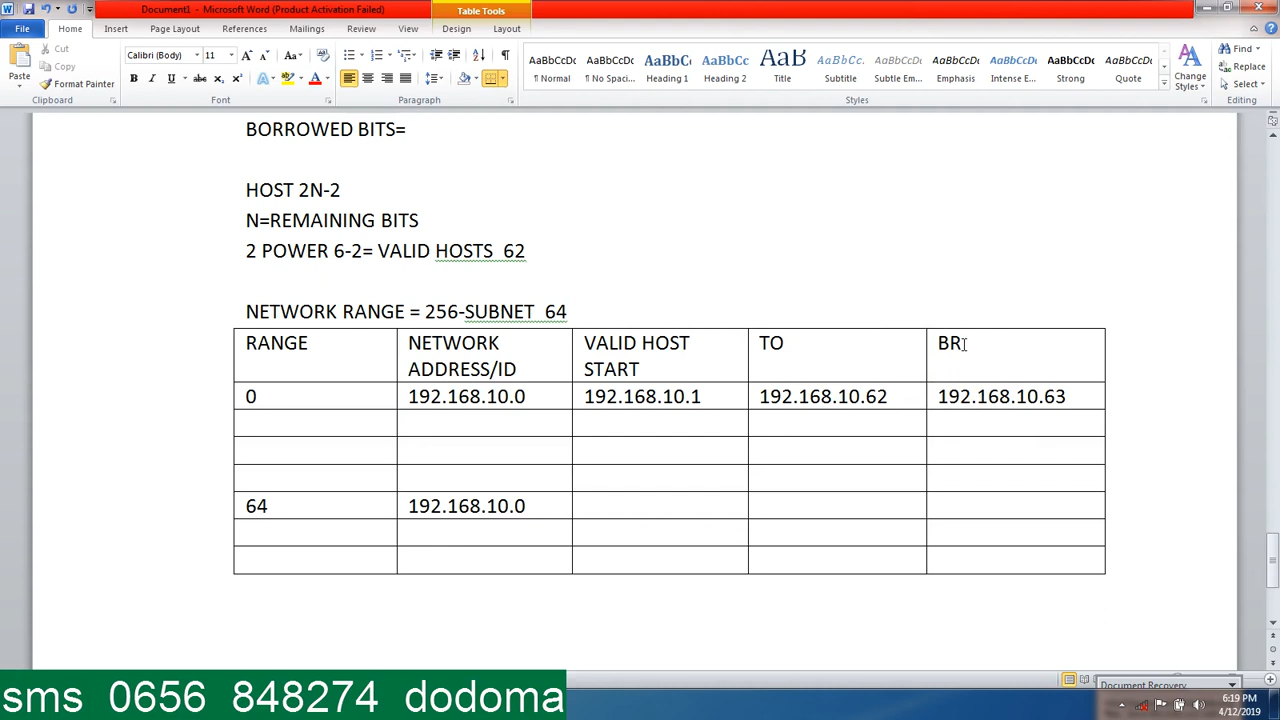 Document1 - Microsoft Word (Product Activation Failed)
Table Tools
File Home Insert Page Layout References Mailings Review View Design Layout
Paste
Cut
Copy
Format Painter
Clipboard
Calibri (Body) 11
Font
Paragraph
AaBbCcDc AaBbCcDc AaBbC AaBbCc AaB AaBbCc. AaBbCcDc AaBbCcDc AaBbCcDc AaBbCcDc AaBbCcDc
¶ Normal ¶ No Spaci... Heading 1 Heading 2 Title Subtitle Subtle Em... Emphasis Intense E... Strong Quote
Styles
Change Styles
Find
Replace
Select
Editing
BORROWED BITS=
HOST 2N-2
N=REMAINING BITS
2 POWER 6-2= VALID HOSTS 62
NETWORK RANGE = 256-SUBNET 64
RANGE NETWORK ADDRESS/ID VALID HOST START TO BR
0 192.168.10.0 192.168.10.1 192.168.10.62 192.168.10.63
64 192.168.10.0
sms 0656 848274 dodoma
Document Recovery
6:19 PM
4/12/2019